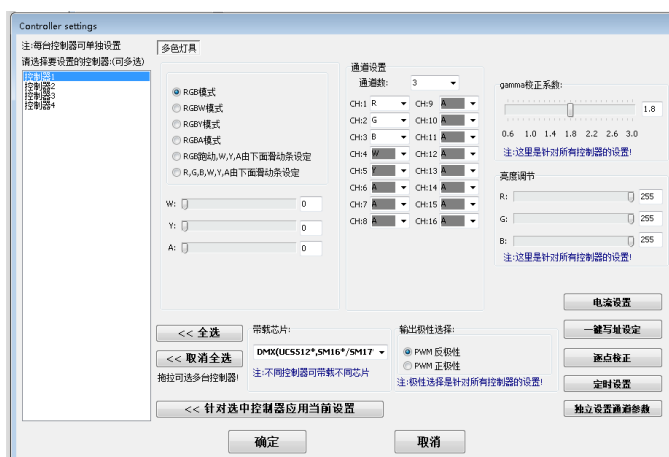 Controller settings
注:每台控制器可单独设置
请选择要设置的控制器:(可多选)
控制器1
控制器2
控制器3
控制器4
多色灯具
RGB模式
RGBW模式
RGBY模式
RGBA模式
RGB跑动,W,Y,A由下面滑动条设定
R,G,B,W,Y,A由下面滑动条设定
W: 0
Y: 0
A: 0
通道设置
通道数: 3
CH:1 R CH:9 A
CH:2 G CH:10 A
CH:3 B CH:11 A
CH:4 W CH:12 A
CH:5 Y CH:13 A
CH:6 A CH:14 A
CH:7 A CH:15 A
CH:8 A CH:16 A
gamma校正系数:
1.8
0.6 1.0 1.4 1.8 2.2 2.6 3.0
注:这里是针对所有控制器的设置!
亮度调节
R: 255
G: 255
B: 255
注:这里是针对所有控制器的设置!
<< 全选
<< 取消全选
拖拉可选多台控制器!
带载芯片:
DMX(UCS512*,SM16*/SM17
注:不同控制器可带载不同芯片
输出极性选择:
PWM 反极性
PWM 正极性
注:极性选择是针对所有控制器的设置!
电流设置
一键写址设定
逐点校正
定时设置
独立设置通道参数
<< 针对选中控制器应用当前设置
确定
取消